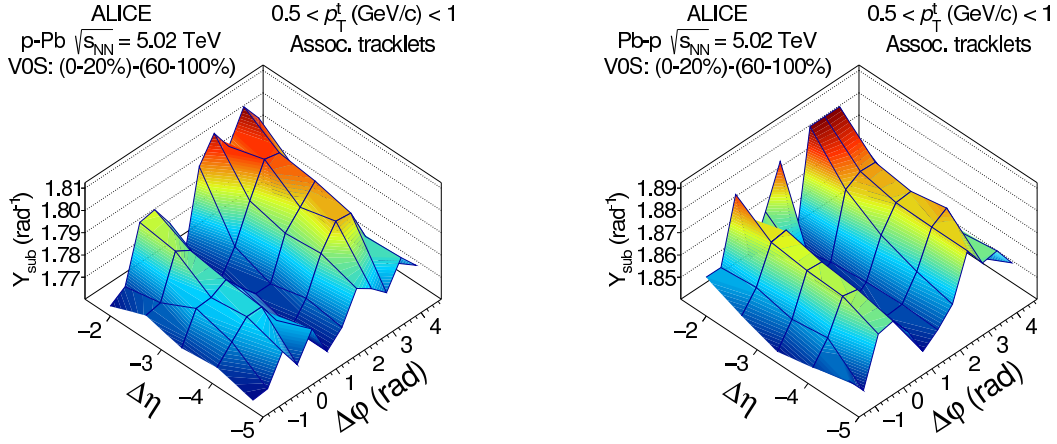 ALICE
0.5 < p_T^t (GeV/c) < 1
p-Pb √s_NN = 5.02 TeV
Assoc. tracklets
V0S: (0-20%)-(60-100%)
Y_sub (rad⁻¹)
1.81
1.80
1.79
1.78
1.77
−2
−3
−4
−5
Δη
−1
0
1
2
3
4
Δφ (rad)
ALICE
0.5 < p_T^t (GeV/c) < 1
Pb-p √s_NN = 5.02 TeV
Assoc. tracklets
V0S: (0-20%)-(60-100%)
Y_sub (rad⁻¹)
1.89
1.88
1.87
1.86
1.85
−2
−3
−4
−5
Δη
−1
0
1
2
3
4
Δφ (rad)